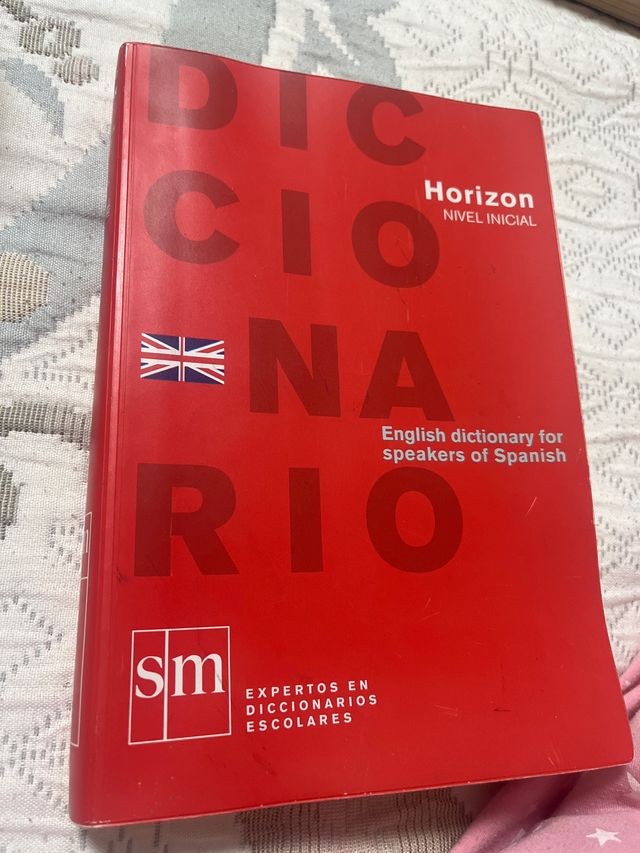 DIC
CIO
NA
RIO
Horizon
NIVEL INICIAL
English dictionary for
speakers of Spanish
sm
EXPERTOS EN
DICCIONARIOS
ESCOLARES